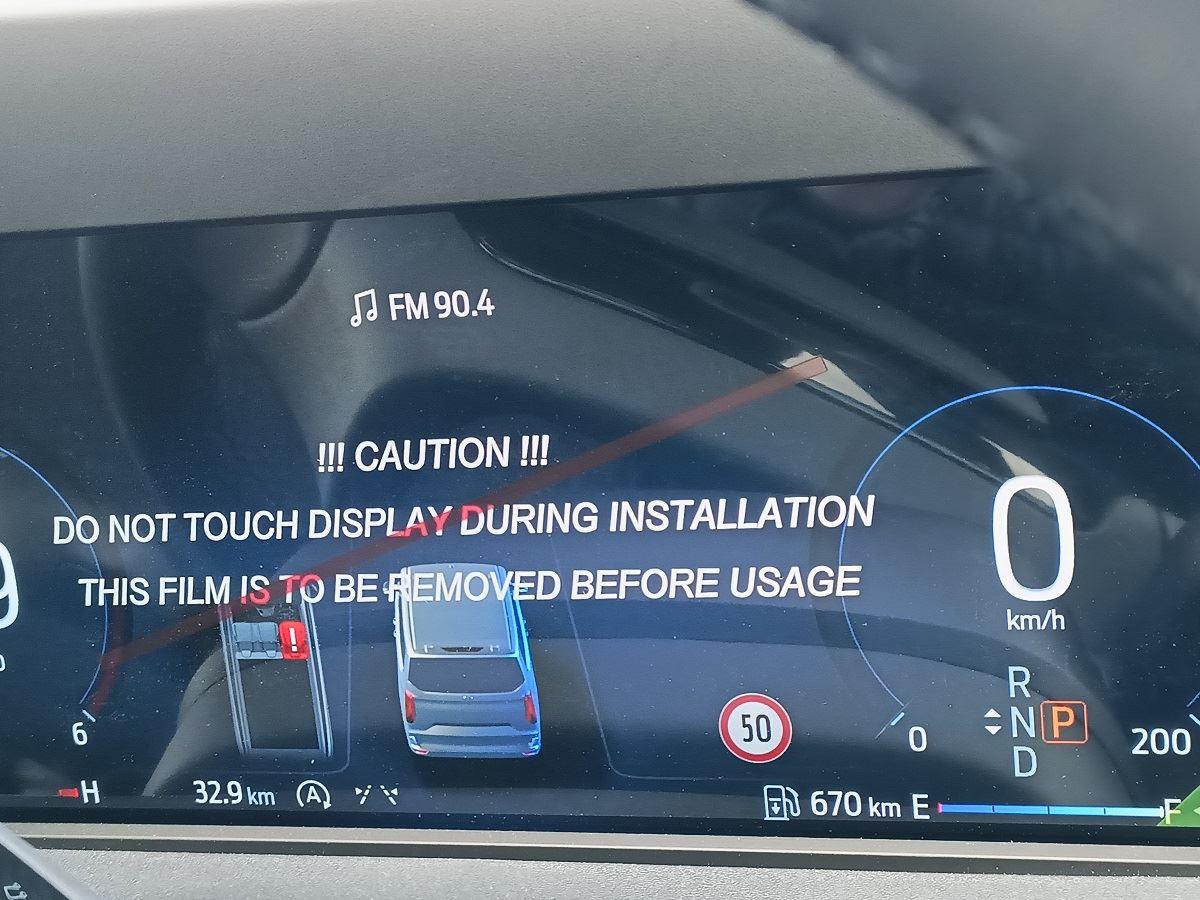 FM 90.4
!!! CAUTION !!!
DO NOT TOUCH DISPLAY DURING INSTALLATION
THIS FILM IS TO BE REMOVED BEFORE USAGE
9
0
km/h
!
50
R
N P
D
6
0
200
H
32.9 km
A
670 km E
F